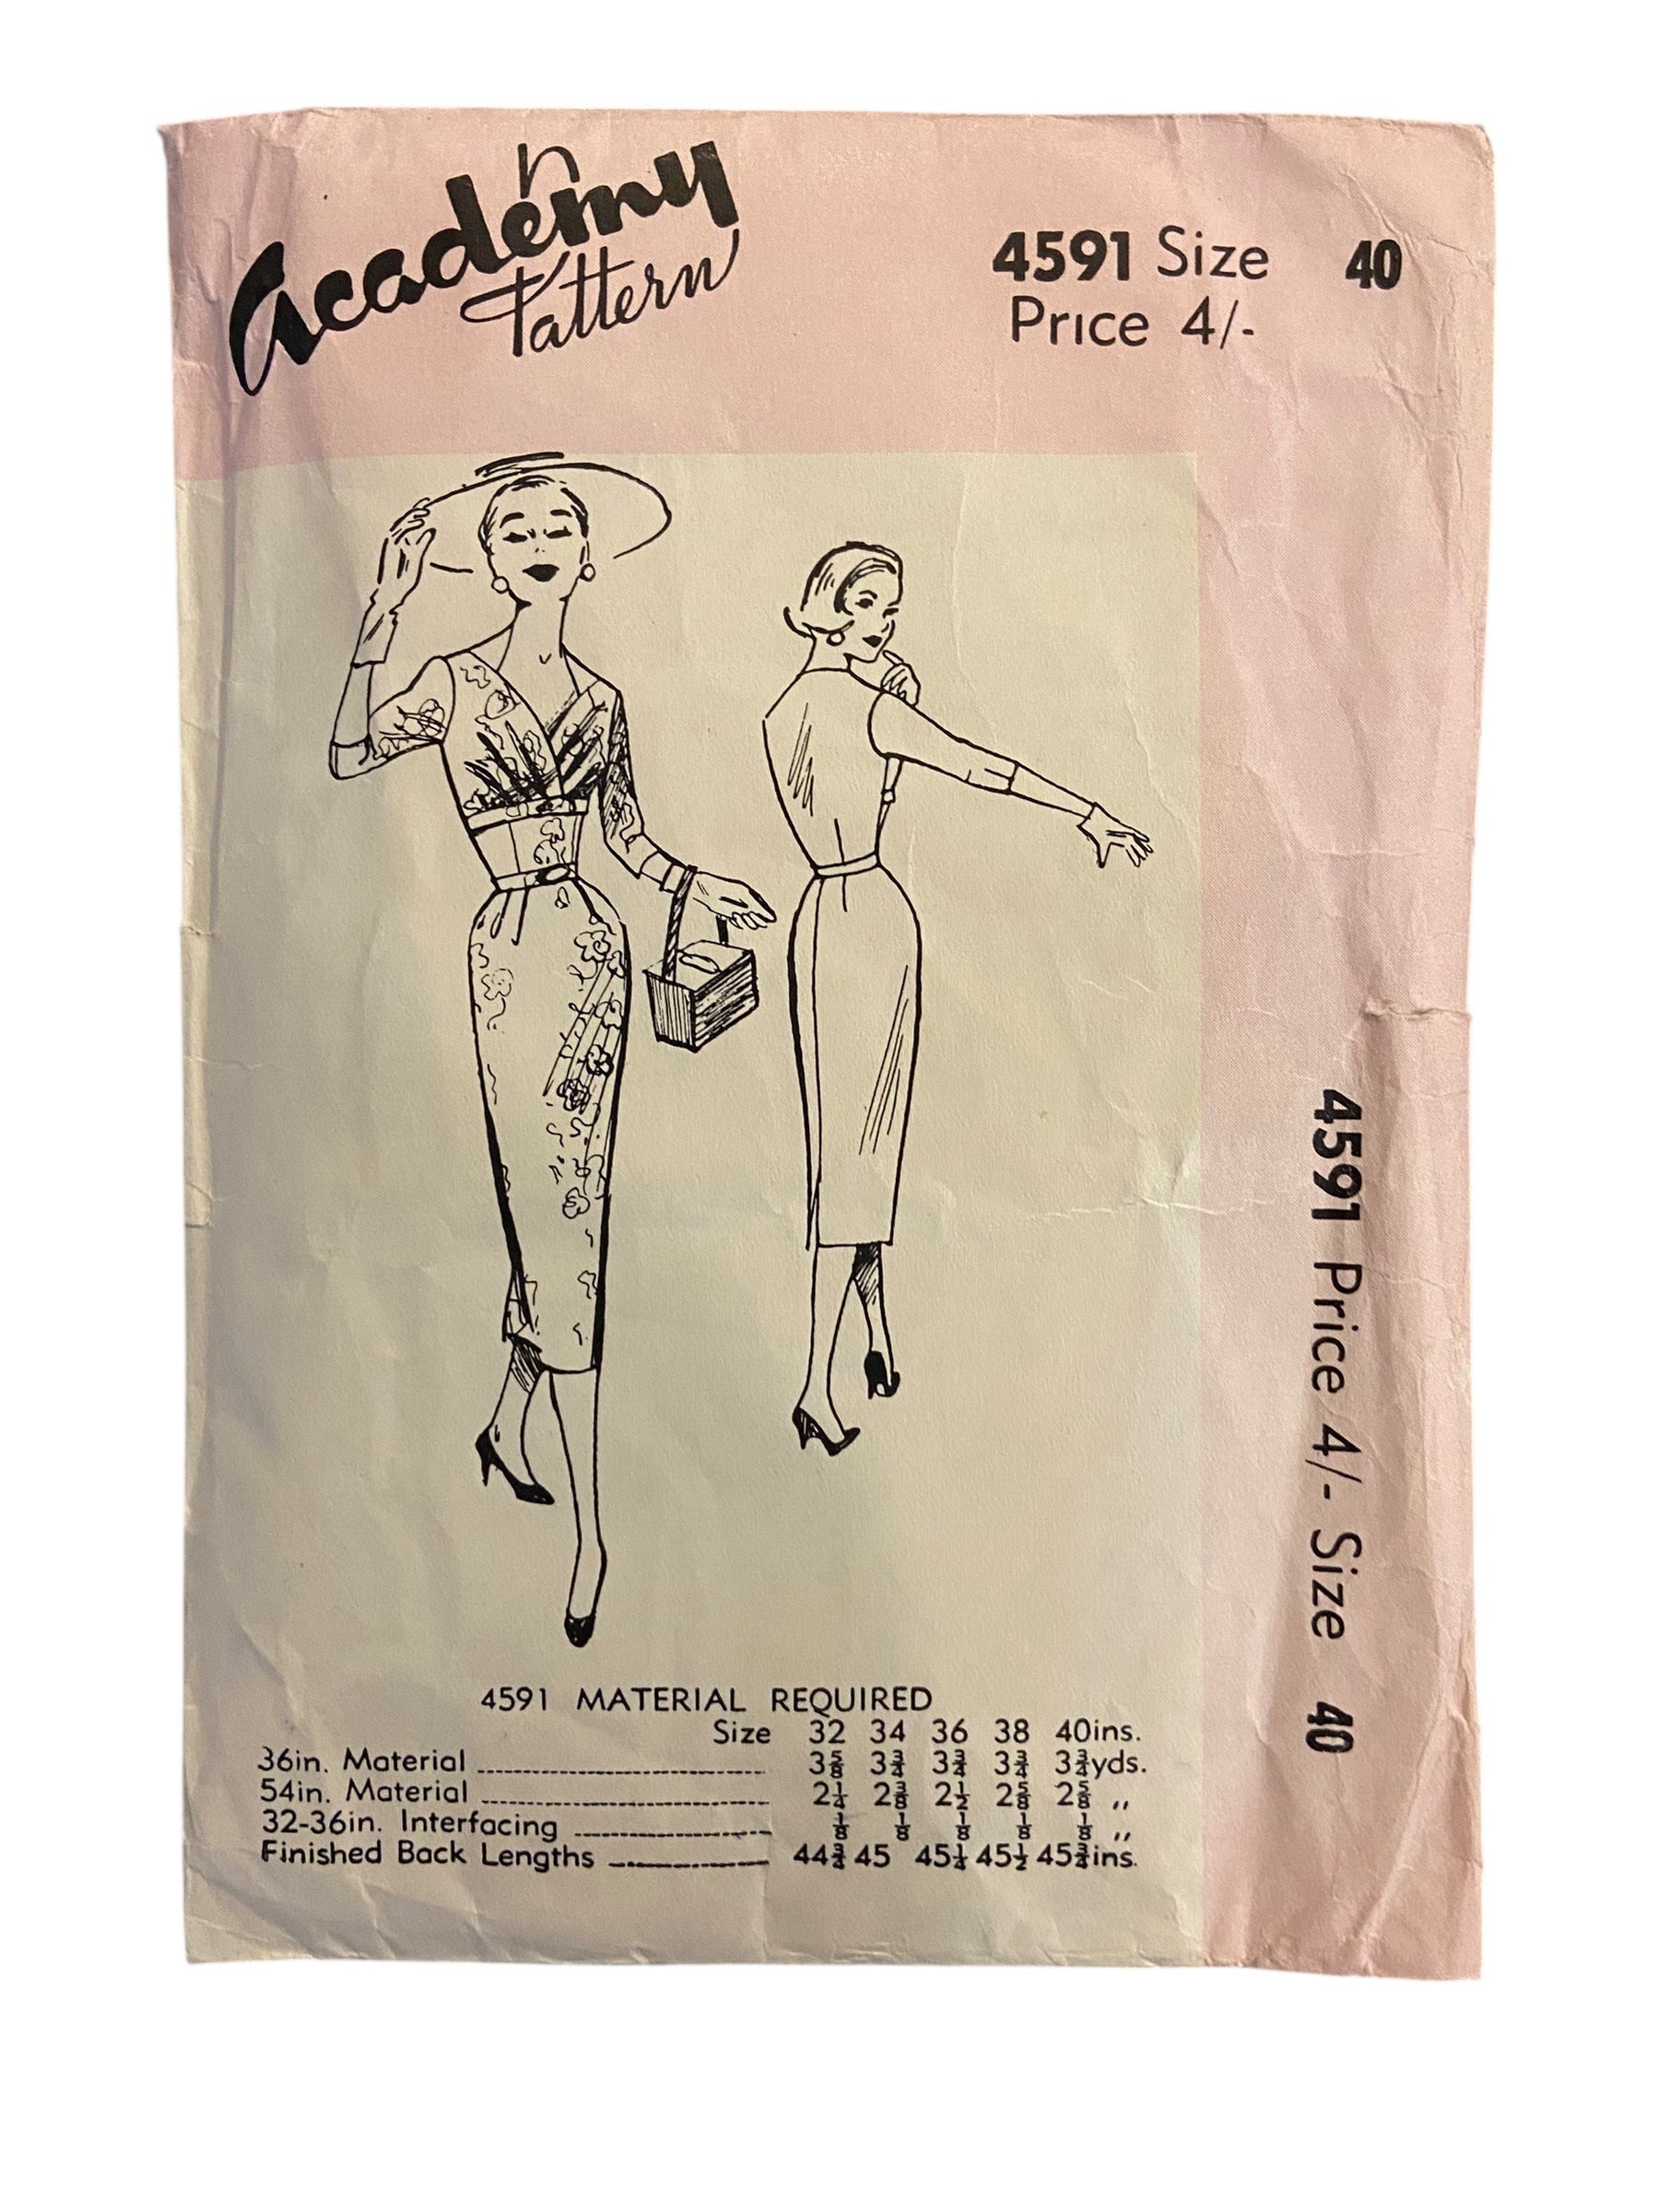 Academy
Pattern
4591 Size 40
Price 4/-
4591 Price 4/- Size 40
4591 MATERIAL REQUIRED
Size 32 34 36 38 40ins.
36in. Material 3⅝ 3¾ 3¾ 3¾ 3¾yds.
54in. Material 2¼ 2⅜ 2½ 2⅝ 2⅝ ,,
32-36in. Interfacing ⅛ ⅛ ⅛ ⅛ ⅛ ,,
Finished Back Lengths 44¾ 45 45¼ 45½ 45¾ins.